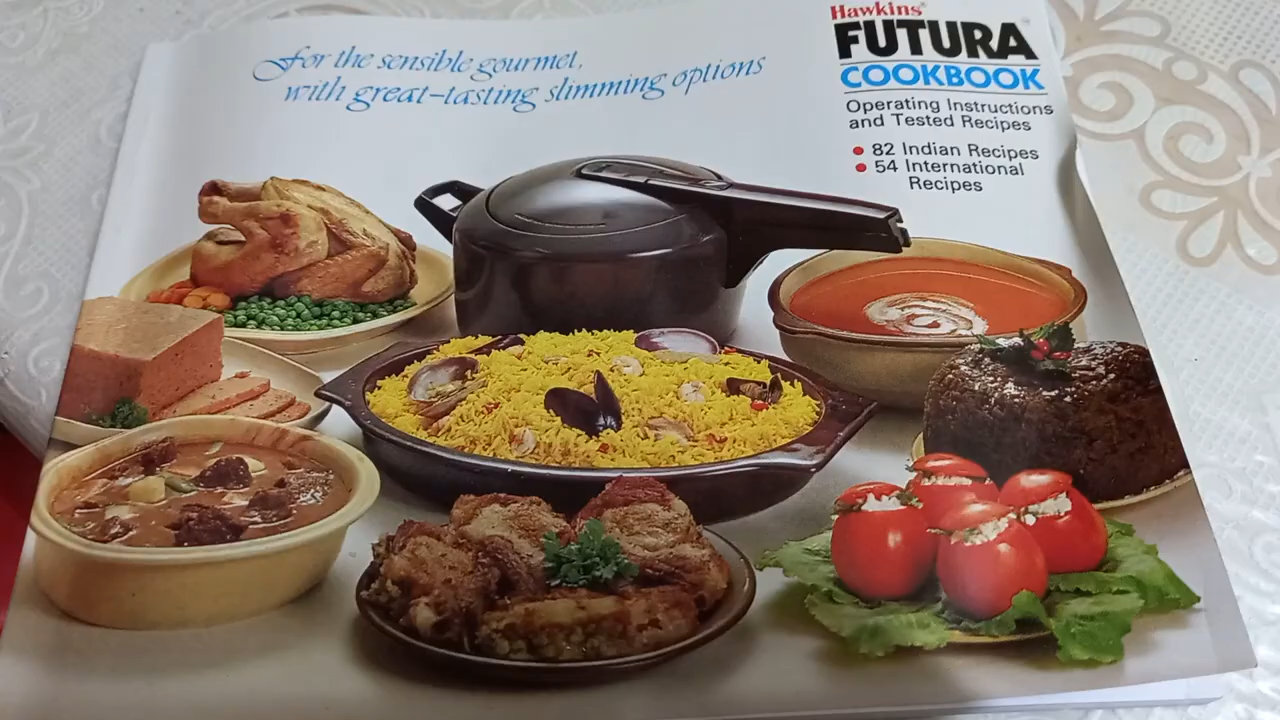 For the sensible gourmet,
with great-tasting slimming options
Hawkins®
FUTURA
COOKBOOK
Operating Instructions
and Tested Recipes
• 82 Indian Recipes
• 54 International
Recipes